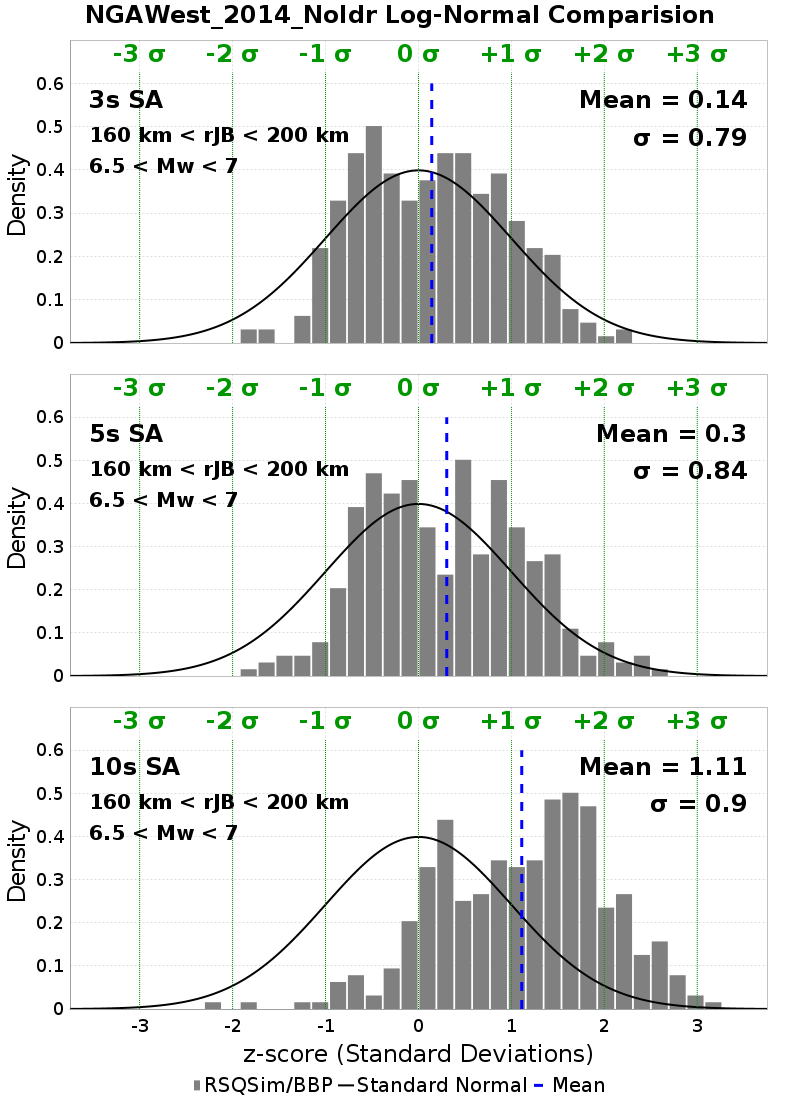 NGAWest_2014_NoIdr Log-Normal Comparision
-3 σ -2 σ -1 σ 0 σ +1 σ +2 σ +3 σ
3s SA
160 km < rJB < 200 km
6.5 < Mw < 7
Mean = 0.14
σ = 0.79
Density
0.6
0.5
0.4
0.3
0.2
0.1
0
-3 σ -2 σ -1 σ 0 σ +1 σ +2 σ +3 σ
5s SA
160 km < rJB < 200 km
6.5 < Mw < 7
Mean = 0.3
σ = 0.84
Density
0.6
0.5
0.4
0.3
0.2
0.1
0
-3 σ -2 σ -1 σ 0 σ +1 σ +2 σ +3 σ
10s SA
160 km < rJB < 200 km
6.5 < Mw < 7
Mean = 1.11
σ = 0.9
Density
0.6
0.5
0.4
0.3
0.2
0.1
0
-3 -2 -1 0 1 2 3
z-score (Standard Deviations)
RSQSim/BBP Standard Normal Mean